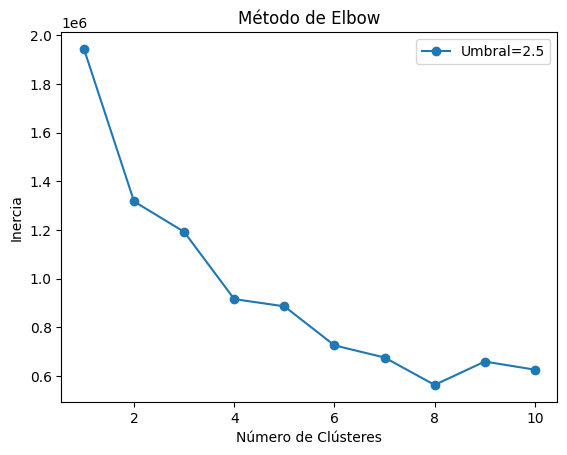 Método de Elbow
1e6
Umbral=2.5
2.0
1.8
1.6
1.4
1.2
1.0
0.8
0.6
Inercia
2 4 6 8 10
Número de Clústeres